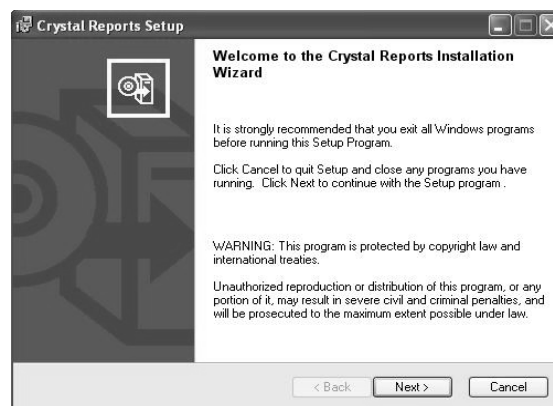 Crystal Reports Setup
Welcome to the Crystal Reports Installation
Wizard
It is strongly recommended that you exit all Windows programs
before running this Setup Program.
Click Cancel to quit Setup and close any programs you have
running. Click Next to continue with the Setup program .
WARNING: This program is protected by copyright law and
international treaties.
Unauthorized reproduction or distribution of this program, or any
portion of it, may result in severe civil and criminal penalties, and
will be prosecuted to the maximum extent possible under law.
< Back Next > Cancel